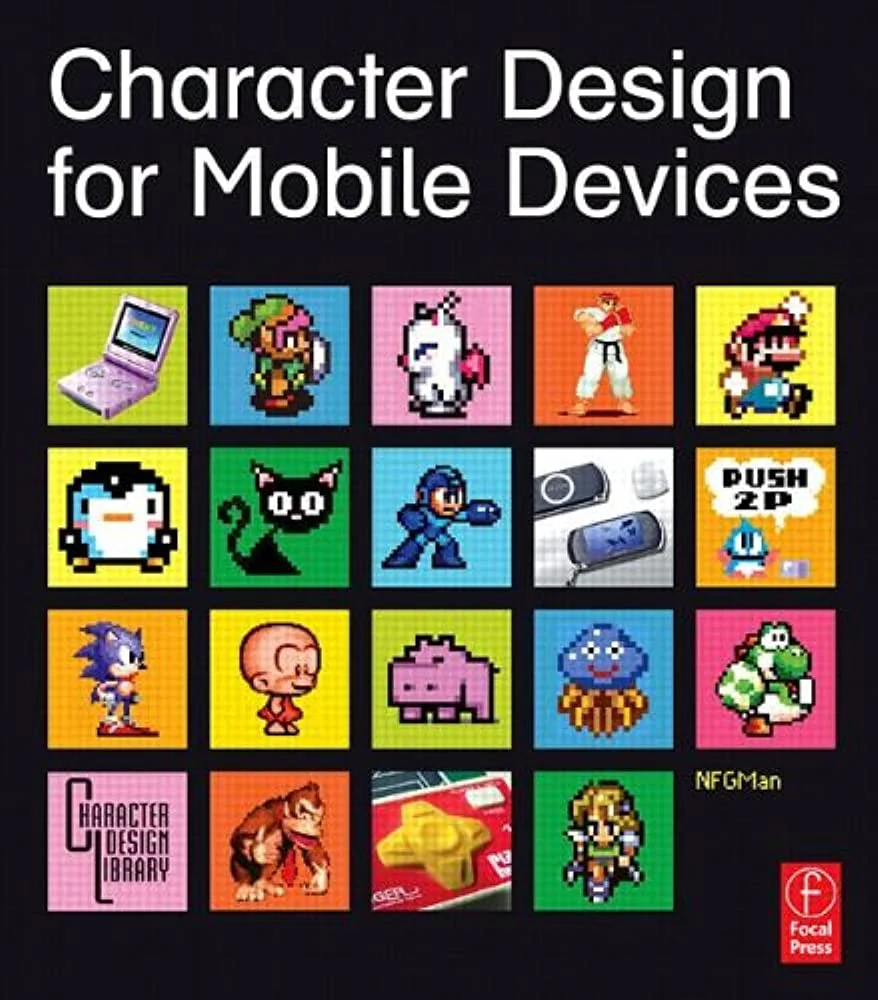 Character Design
for Mobile Devices
PUSH
2P
CHARACTER
DESIGN
LIBRARY
NFGMan
f
Focal
Press